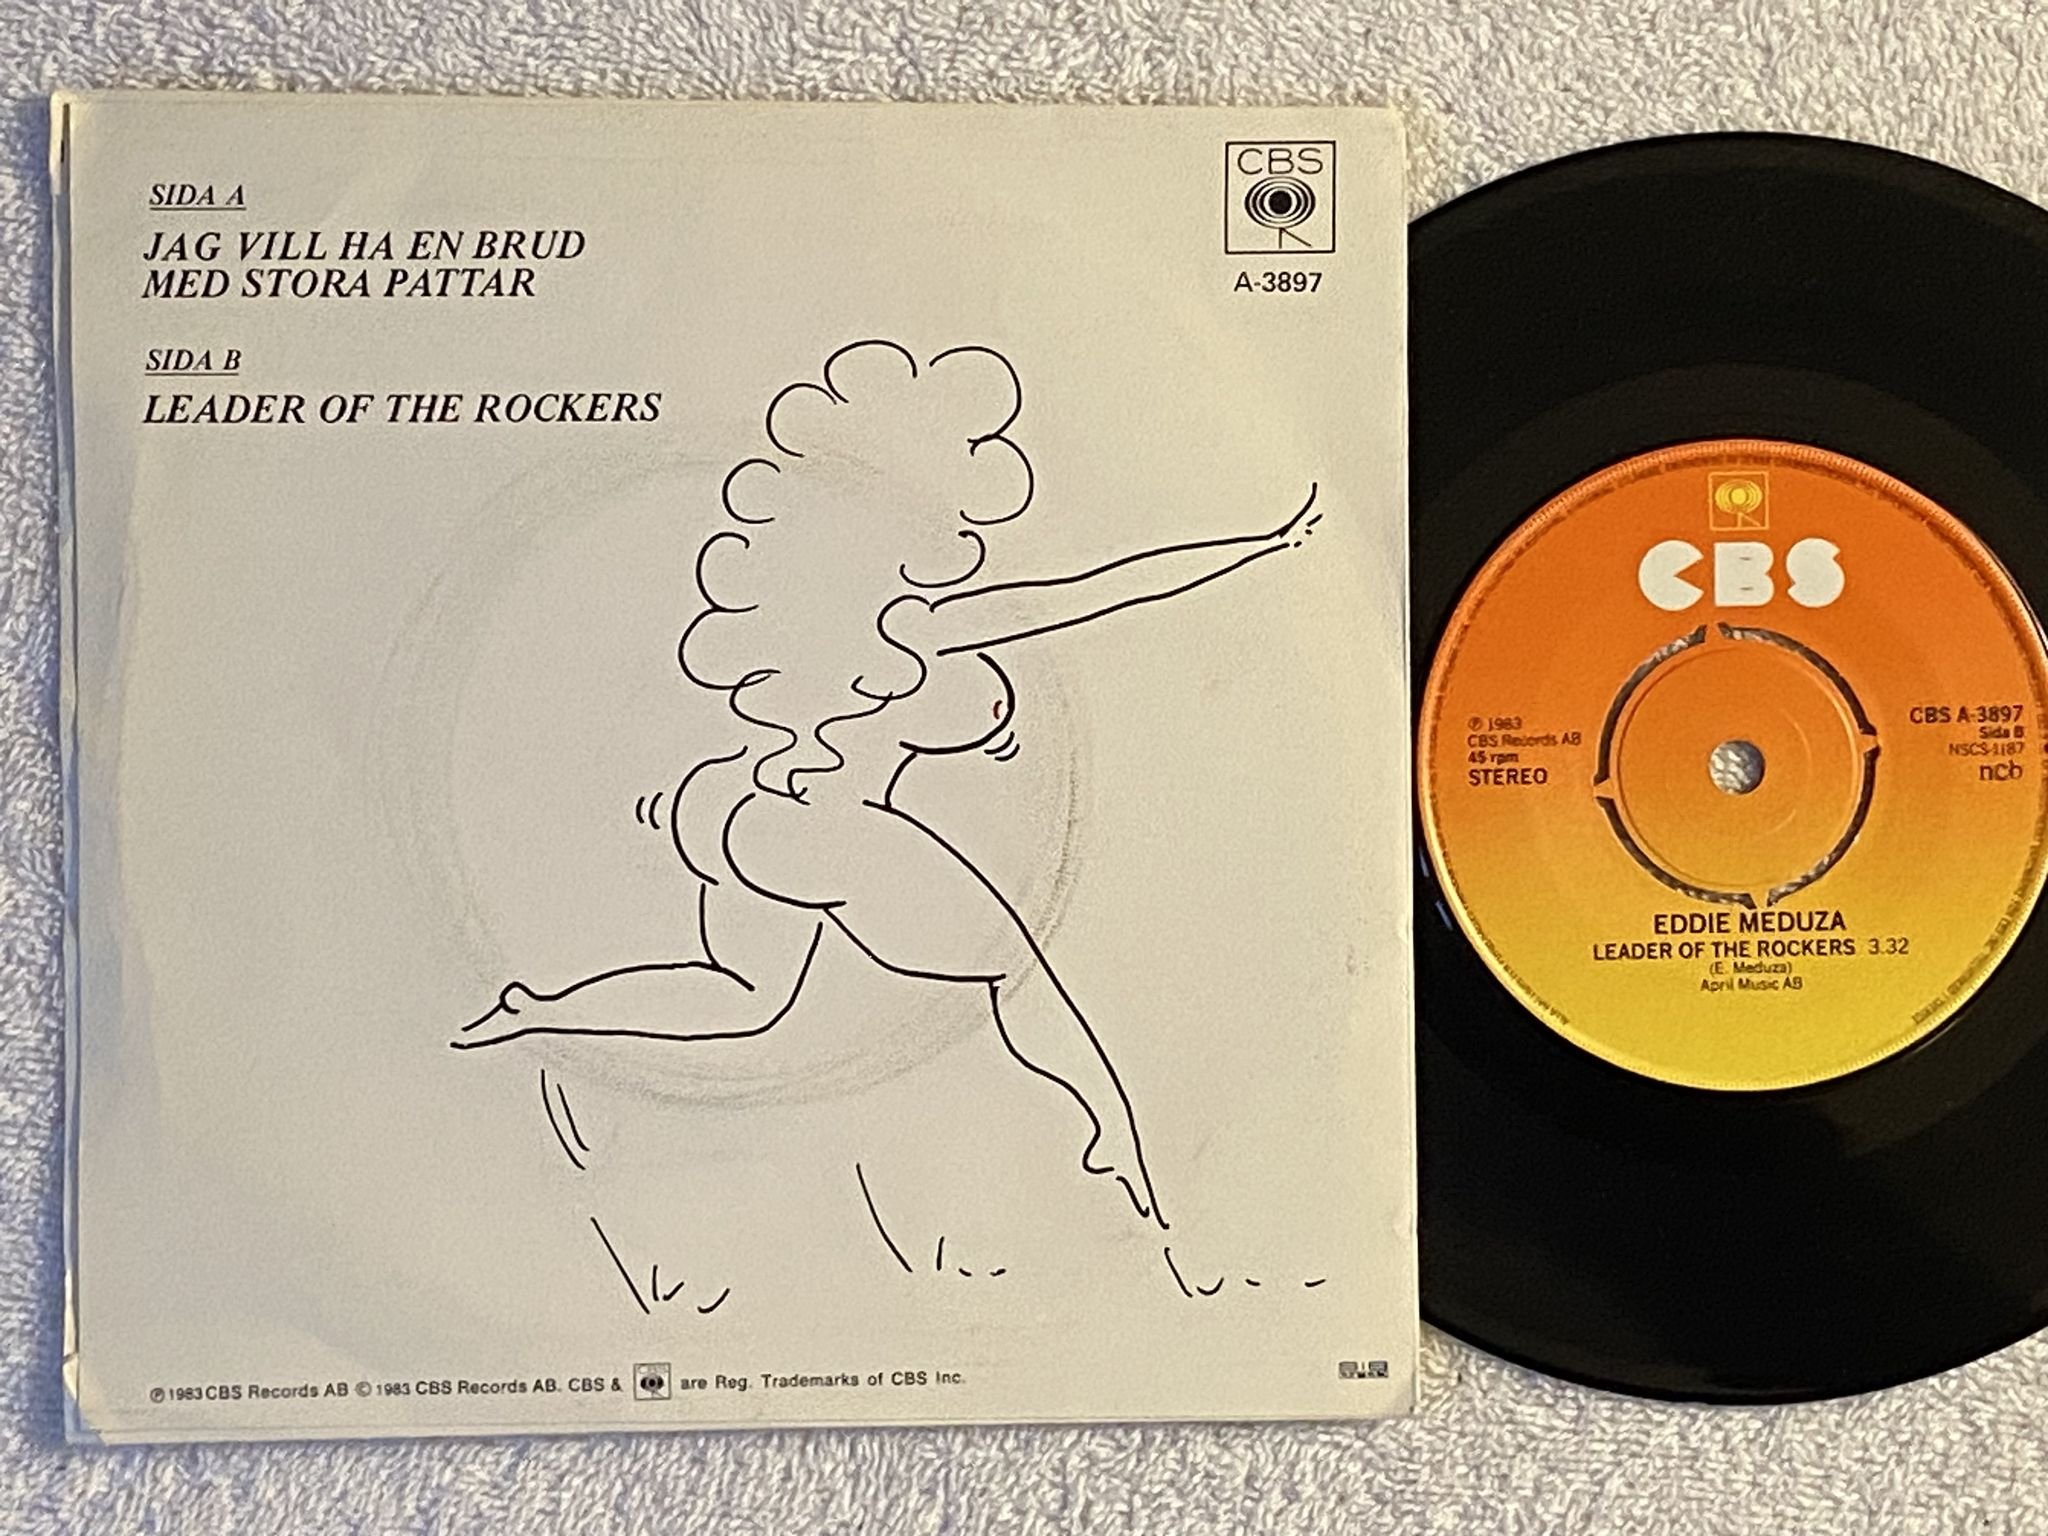 SIDA A
JAG VILL HA EN BRUD
MED STORA PATTAR
SIDA B
LEADER OF THE ROCKERS
CBS
A-3897
℗ 1983 CBS Records AB © 1983 CBS Records AB. CBS & CBS are Reg. Trademarks of CBS Inc.
CBS
℗ 1983
CBS Records AB
45 rpm
STEREO
CBS A-3897
Sida B
NSCS-1187
ncb
EDDIE MEDUZA
LEADER OF THE ROCKERS 3.32
(E. Meduza)
April Music AB